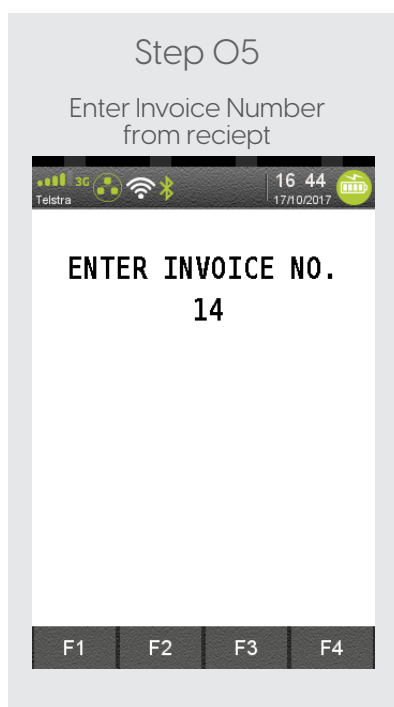 Step 05
Enter Invoice Number
from reciept
3G
16 44
Telstra
17/10/2017
ENTER INVOICE NO.
14
F1 F2 F3 F4